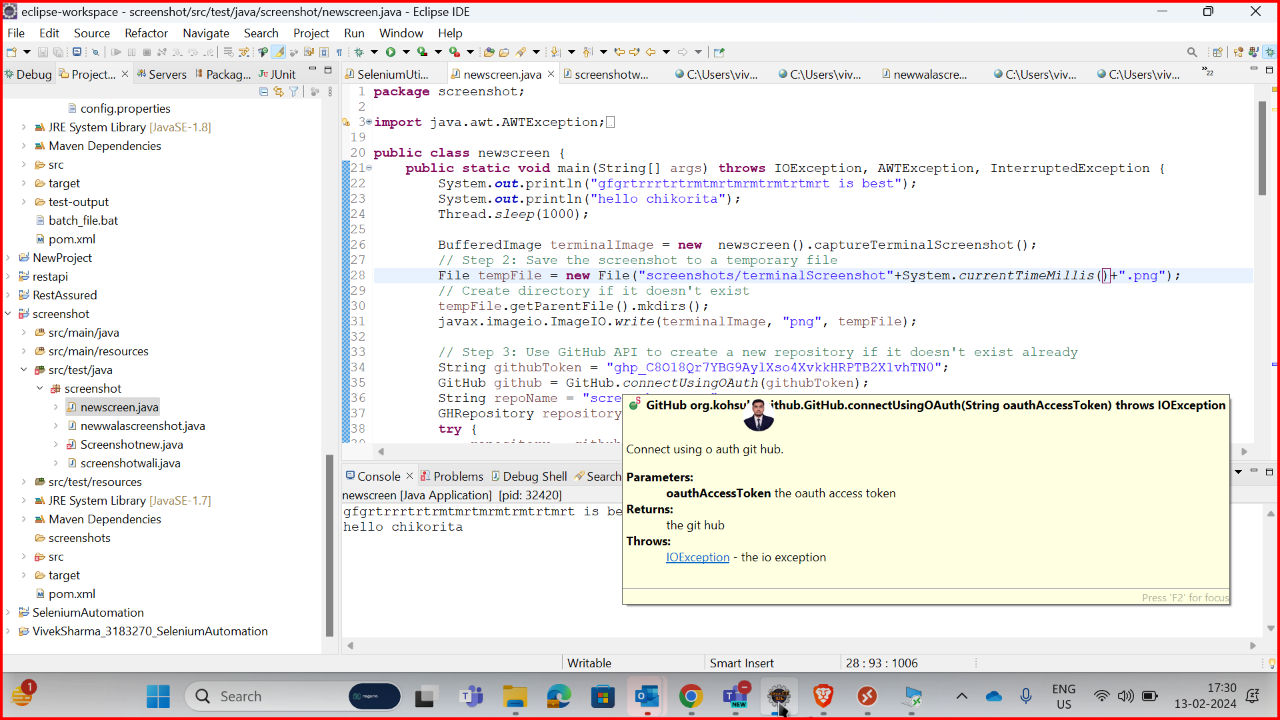 eclipse-workspace - screenshot/src/test/java/screenshot/newscreen.java - Eclipse IDE
File Edit Source Refactor Navigate Search Project Run Window Help
Debug Project... Servers Packag... JUnit
config.properties
JRE System Library [JavaSE-1.8]
Maven Dependencies
src
target
test-output
batch_file.bat
pom.xml
NewProject
restapi
RestAssured
screenshot
src/main/java
src/main/resources
src/test/java
screenshot
newscreen.java
newwalascreenshot.java
Screenshotnew.java
screenshotwali.java
src/test/resources
JRE System Library [JavaSE-1.7]
Maven Dependencies
screenshots
src
target
pom.xml
SeleniumAutomation
VivekSharma_3183270_SeleniumAutomation
SeleniumUti... newscreen.java screenshotw... C:\Users\viv... C:\Users\viv... newwalascre... C:\Users\viv... C:\Users\viv... »22
1 package screenshot;
2
3 import java.awt.AWTException;
19
20 public class newscreen {
21 public static void main(String[] args) throws IOException, AWTException, InterruptedException {
22 System.out.println("gfgrtrrrtrtrmtmrtmrmtrmtrtmrt is best");
23 System.out.println("hello chikorita");
24 Thread.sleep(1000);
25
26 BufferedImage terminalImage = new newscreen().captureTerminalScreenshot();
27 // Step 2: Save the screenshot to a temporary file
28 File tempFile = new File("screenshots/terminalScreenshot"+System.currentTimeMillis()+".png");
29 // Create directory if it doesn't exist
30 tempFile.getParentFile().mkdirs();
31 javax.imageio.ImageIO.write(terminalImage, "png", tempFile);
32
33 // Step 3: Use GitHub API to create a new repository if it doesn't exist already
34 String githubToken = "ghp_C8Ol8Qr7YBG9AylXso4XvkkHRPTB2X1vhTN0";
35 GitHub github = GitHub.connectUsingOAuth(githubToken);
36 String repoName = "scre
37 GHRepository repository
38 try {
GitHub org.kohsu ithub.GitHub.connectUsingOAuth(String oauthAccessToken) throws IOException
Connect using o auth git hub.
Parameters:
oauthAccessToken the oauth access token
Returns:
the git hub
Throws:
IOException - the io exception
Press 'F2' for focus
Console Problems Debug Shell Search
newscreen [Java Application] [pid: 32420]
gfgrtrrrtrtrmtmrtmrmtrmtrtmrt is be
hello chikorita
Writable Smart Insert 28 : 93 : 1006
1 Search NEW ENG US 17:30 13-02-2024